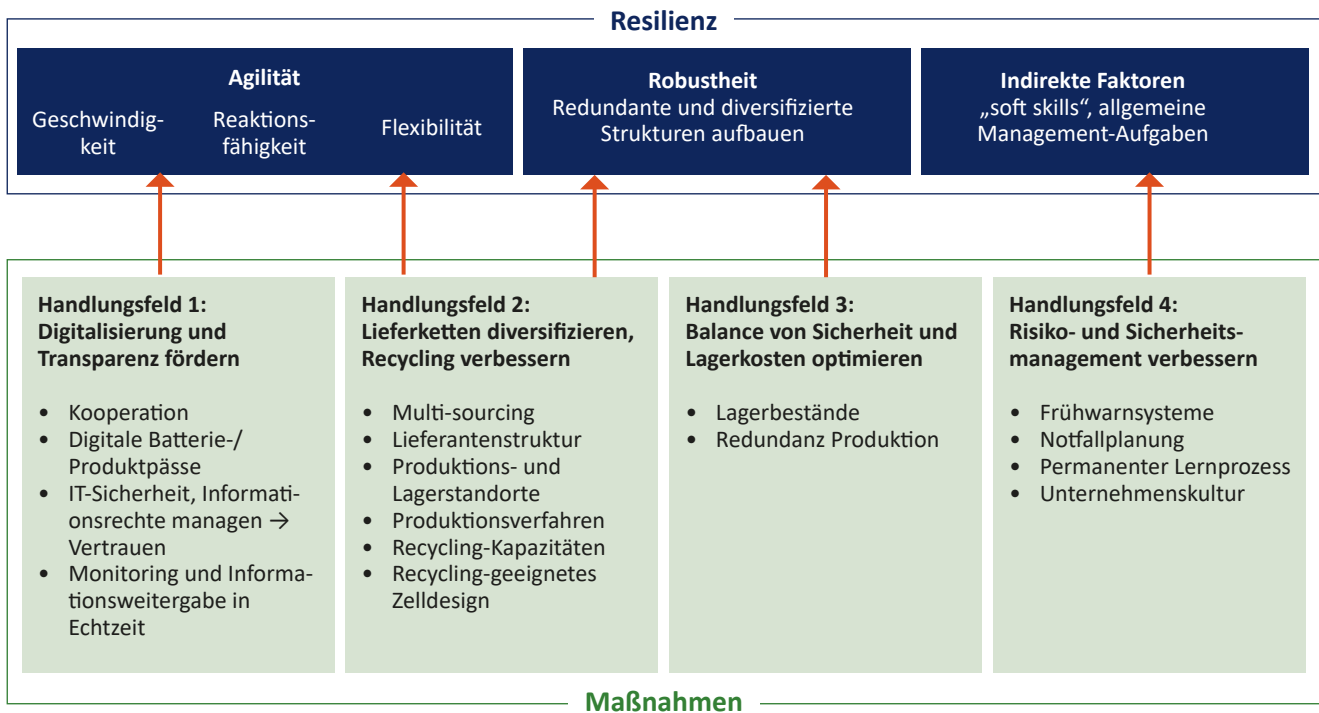 Resilienz
Agilität
Geschwindig-
keit
Reaktions-
fähigkeit
Flexibilität
Robustheit
Redundante und diversifizierte
Strukturen aufbauen
Indirekte Faktoren
„soft skills“, allgemeine
Management-Aufgaben
Handlungsfeld 1:
Digitalisierung und
Transparenz fördern
• Kooperation
• Digitale Batterie-/
Produktpässe
• IT-Sicherheit, Informati-
onsrechte managen →
Vertrauen
• Monitoring und Informa-
tionsweitergabe in
Echtzeit
Handlungsfeld 2:
Lieferketten diversifizieren,
Recycling verbessern
• Multi-sourcing
• Lieferantenstruktur
• Produktions- und
Lagerstandorte
• Produktionsverfahren
• Recycling-Kapazitäten
• Recycling-geeignetes
Zelldesign
Handlungsfeld 3:
Balance von Sicherheit und
Lagerkosten optimieren
• Lagerbestände
• Redundanz Produktion
Handlungsfeld 4:
Risiko- und Sicherheits-
management verbessern
• Frühwarnsysteme
• Notfallplanung
• Permanenter Lernprozess
• Unternehmenskultur
Maßnahmen